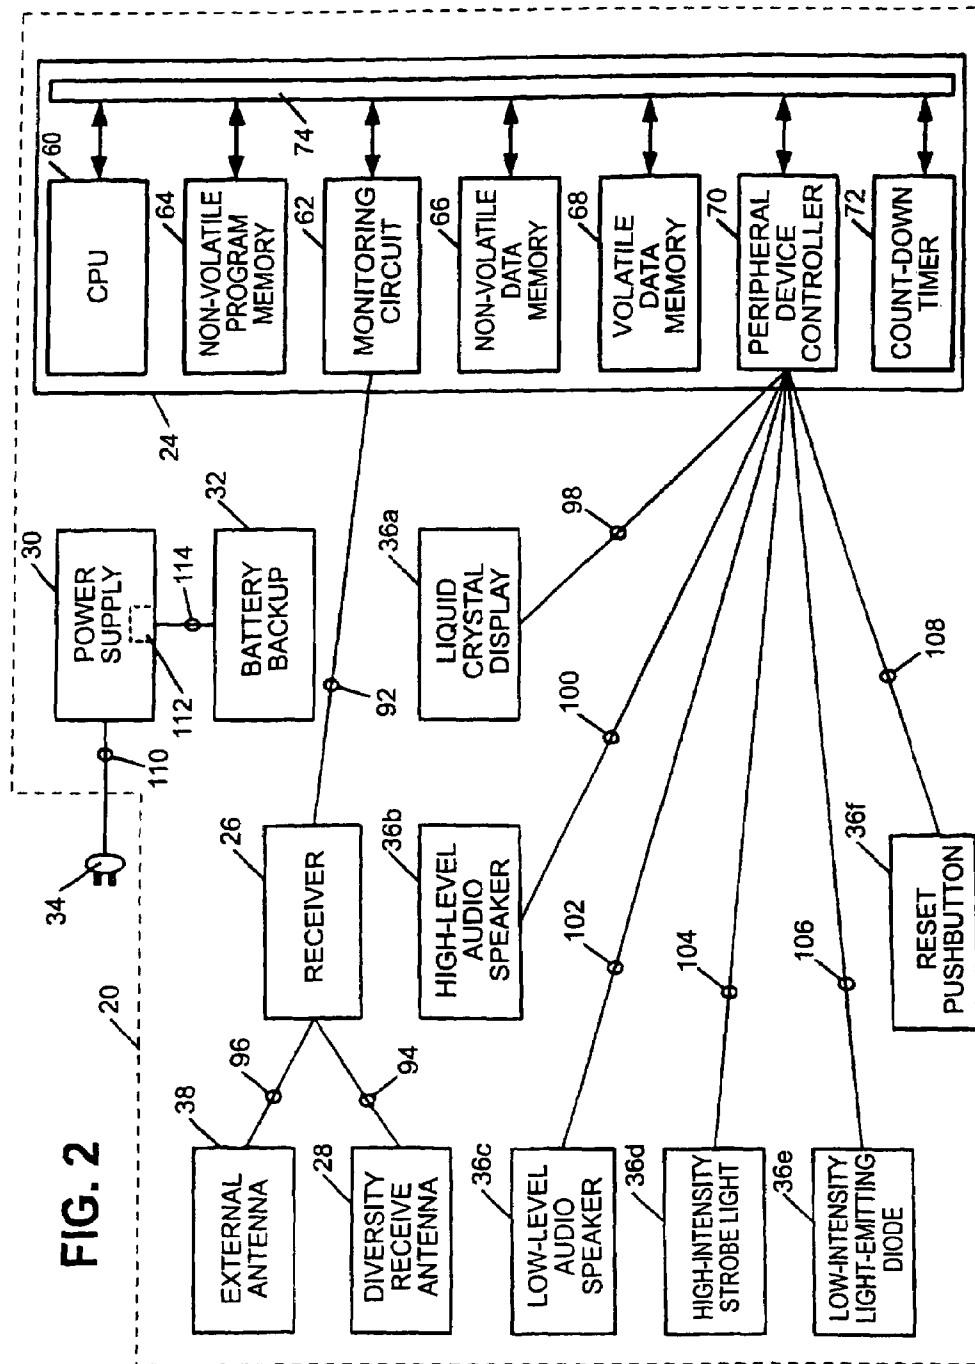 FIG. 2
20
38
EXTERNAL
ANTENNA
96
28
DIVERSITY
RECEIVE
ANTENNA
94
36c
LOW-LEVEL
AUDIO
SPEAKER
36d
HIGH-INTENSITY
STROBE LIGHT
36e
LOW-INTENSITY
LIGHT-EMITTING
DIODE
34
110
26
RECEIVER
36b
HIGH-LEVEL
AUDIO
SPEAKER
102
104
106
36f
RESET
PUSHBUTTON
30
POWER
SUPPLY
112
114
32
BATTERY
BACKUP
92
36a
LIQUID
CRYSTAL
DISPLAY
98
100
108
24
60
CPU
64
NON-VOLATILE
PROGRAM
MEMORY
62
MONITORING
CIRCUIT
66
NON-VOLATILE
DATA
MEMORY
68
VOLATILE
DATA
MEMORY
70
PERIPHERAL
DEVICE
CONTROLLER
72
COUNT-DOWN
TIMER
74